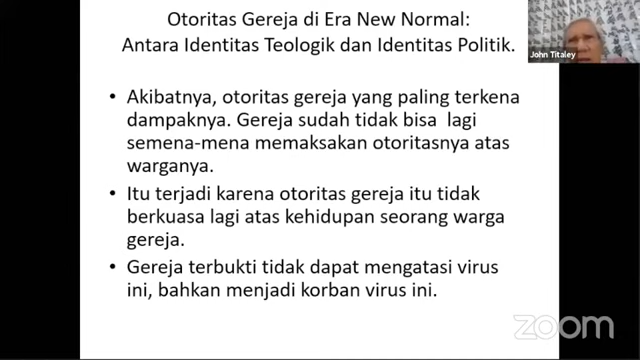 Otoritas Gereja di Era New Normal:
Antara Identitas Teologik dan Identitas Politik.
John Titaley
• Akibatnya, otoritas gereja yang paling terkena
dampaknya. Gereja sudah tidak bisa lagi
semena-mena memaksakan otoritasnya atas
warganya.
• Itu terjadi karena otoritas gereja itu tidak
berkuasa lagi atas kehidupan seorang warga
gereja.
• Gereja terbukti tidak dapat mengatasi virus
ini, bahkan menjadi korban virus ini.
zoom